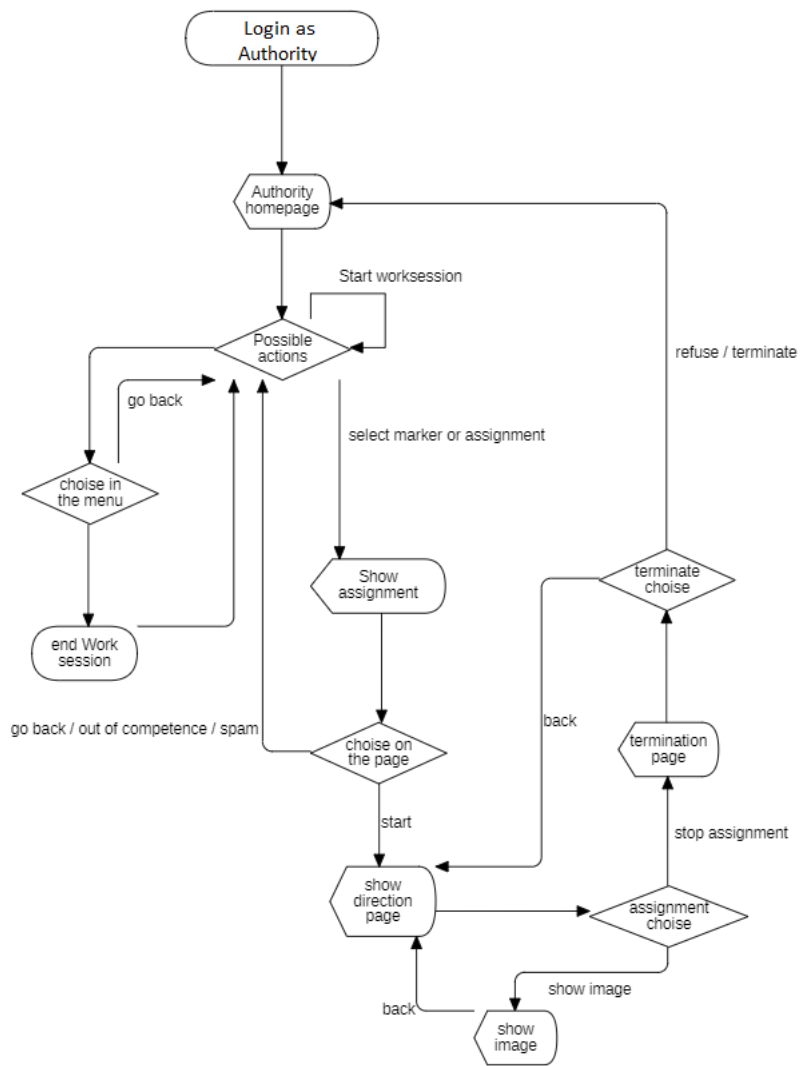 Login as
Authority
Authority
homepage
Start worksession
Possible
actions
refuse / terminate
go back
select marker or assignment
choise in
the menu
Show
assignment
terminate
choise
end Work
session
back
go back / out of competence / spam
choise on
the page
termination
page
start
stop assignment
show
direction
page
assignment
choise
show image
back
show
image